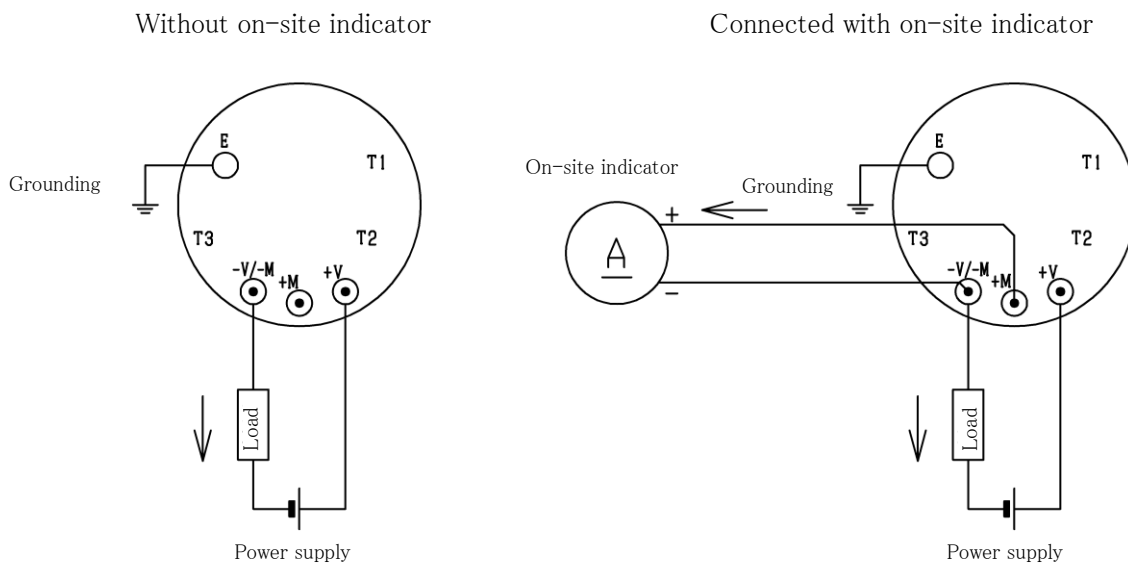 Without on-site indicator
Connected with on-site indicator
E
T1
Grounding
T3
T2
-V/-M
+M
+V
Load
Power supply
On-site indicator
Grounding
E
T1
+
A
−
T3
T2
-V/-M
+M
+V
Load
Power supply